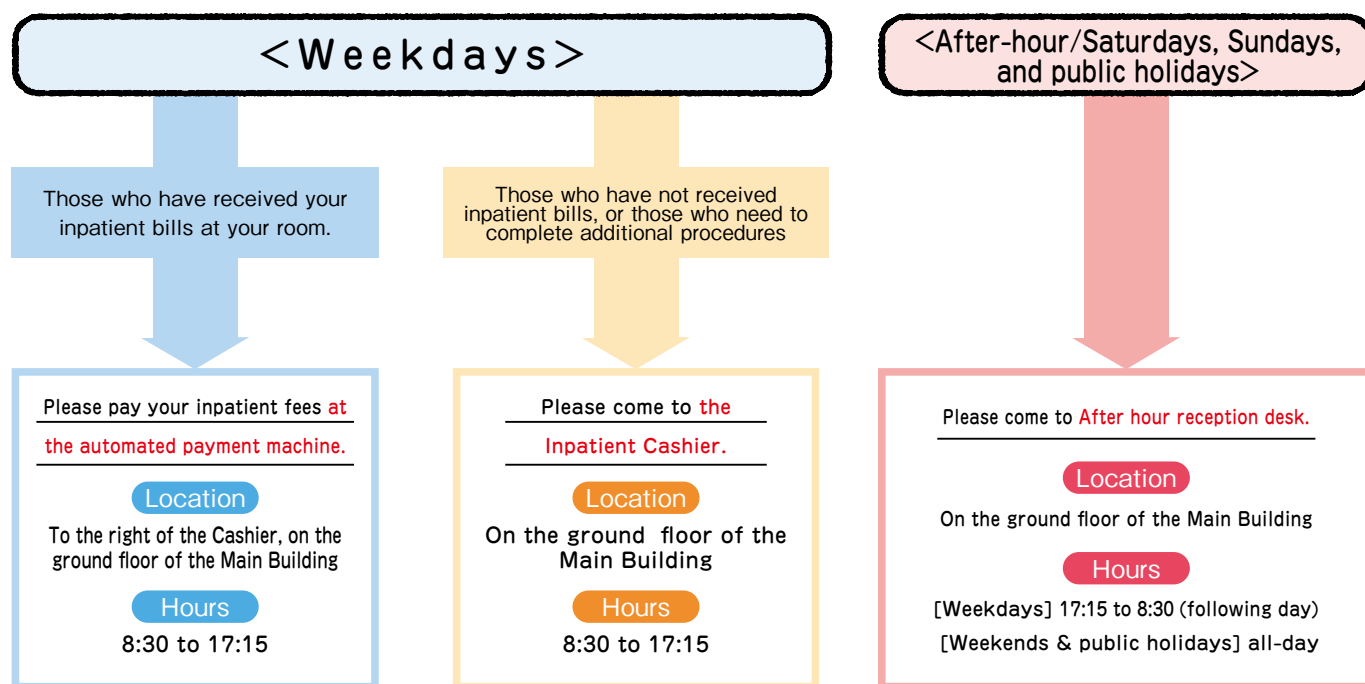 <Weekdays>
Those who have received your
inpatient bills at your room.
Please pay your inpatient fees at
the automated payment machine.
Location
To the right of the Cashier, on the
ground floor of the Main Building
Hours
8:30 to 17:15
Those who have not received
inpatient bills, or those who need to
complete additional procedures
Please come to the
Inpatient Cashier.
Location
On the ground floor of the
Main Building
Hours
8:30 to 17:15
<After-hour/Saturdays, Sundays,
and public holidays>
Please come to After hour reception desk.
Location
On the ground floor of the Main Building
Hours
[Weekdays] 17:15 to 8:30 (following day)
[Weekends & public holidays] all-day